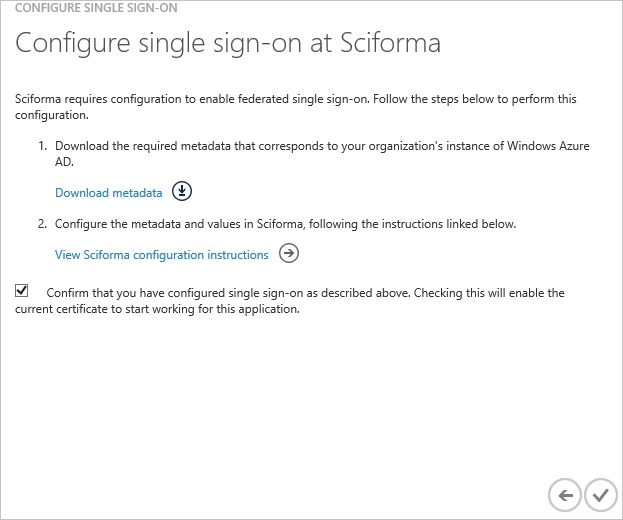 CONFIGURE SINGLE SIGN-ON
Configure single sign-on at Sciforma
Sciforma requires configuration to enable federated single sign-on. Follow the steps below to perform this
configuration.
1. Download the required metadata that corresponds to your organization's instance of Windows Azure
AD.
Download metadata
2. Configure the metadata and values in Sciforma, following the instructions linked below.
View Sciforma configuration instructions
Confirm that you have configured single sign-on as described above. Checking this will enable the
current certificate to start working for this application.